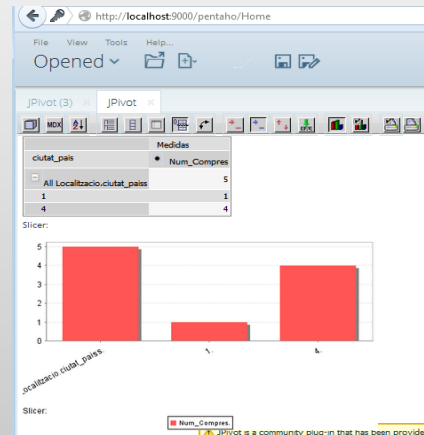 http://localhost:9000/pentaho/Home
File View Tools Help...
Opened
JPivot (3) × JPivot ×
MDX
Medidas
ciutat_pais Num_Compres
All Localitzacio.ciutat_paiss 5
1 1
4 4
Slicer:
5
4
3
2
1
0
.ocalitzacio.ciutat_paiss. 1. 4.
Slicer:
Num_Compres.
JPivot is a community plug-in that has been provide